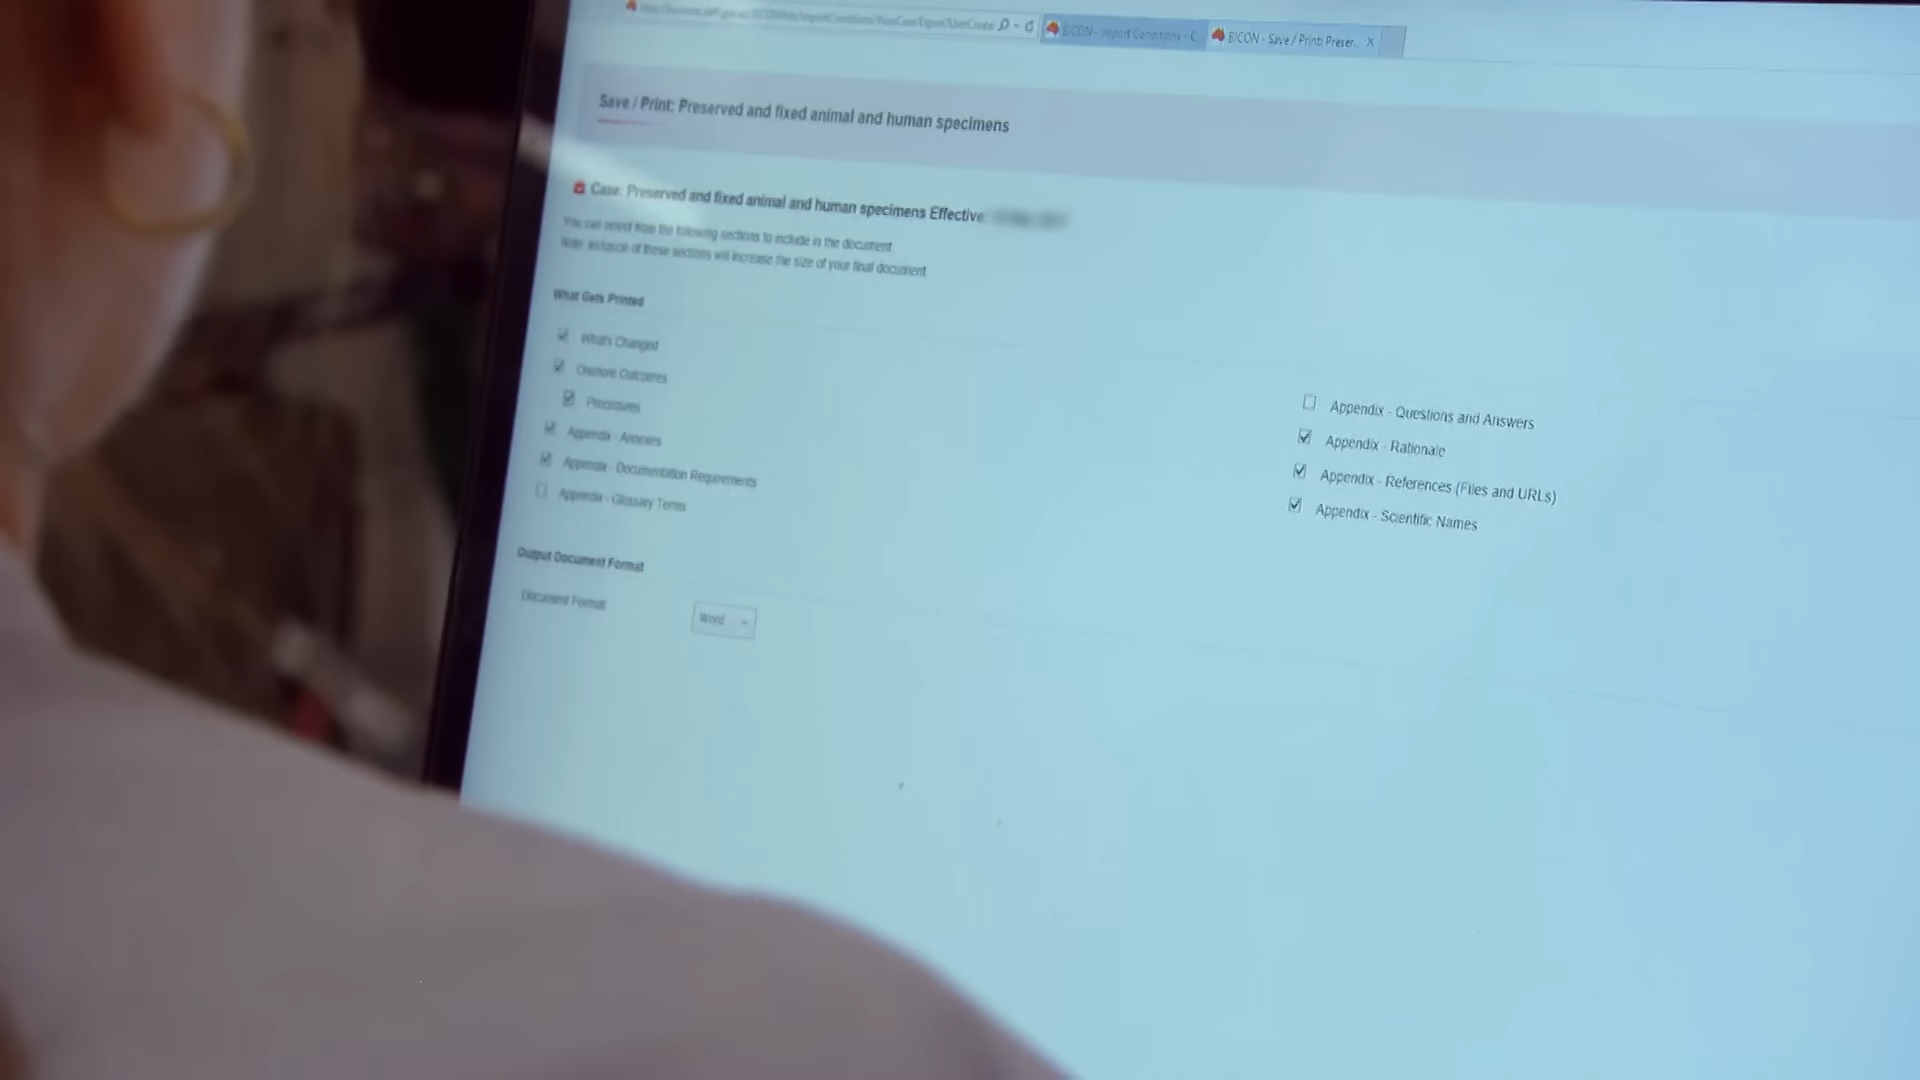 BICON - Import Conditions - C
BICON - Save / Print: Preser... X
Save / Print: Preserved and fixed animal and human specimens
Case: Preserved and fixed animal and human specimens Effective:
You can select from the following sections to include in the document.
Note: inclusion of these sections will increase the size of your final document
What Gets Printed
What's Changed
Onshore Outcomes
Procedures
Appendix - Annexes
Appendix - Documentation Requirements
Appendix - Glossary Terms
Appendix - Questions and Answers
Appendix - Rationale
Appendix - References (Files and URLs)
Appendix - Scientific Names
Output Document Format
Document Format
Word